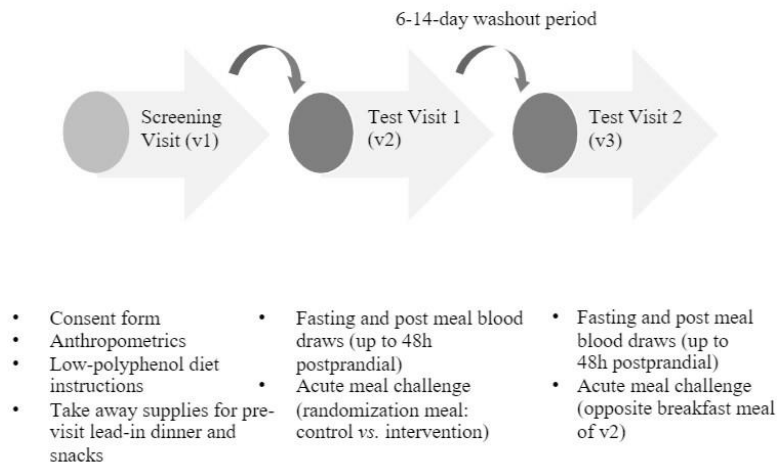 6-14-day washout period
Screening
Visit (v1)
Test Visit 1
(v2)
Test Visit 2
(v3)
• Consent form
• Anthropometrics
• Low-polyphenol diet
instructions
• Take away supplies for pre-
visit lead-in dinner and
snacks
• Fasting and post meal blood
draws (up to 48h
postprandial)
• Acute meal challenge
(randomization meal:
control vs. intervention)
• Fasting and post meal
blood draws (up to
48h postprandial)
• Acute meal challenge
(opposite breakfast meal
of v2)